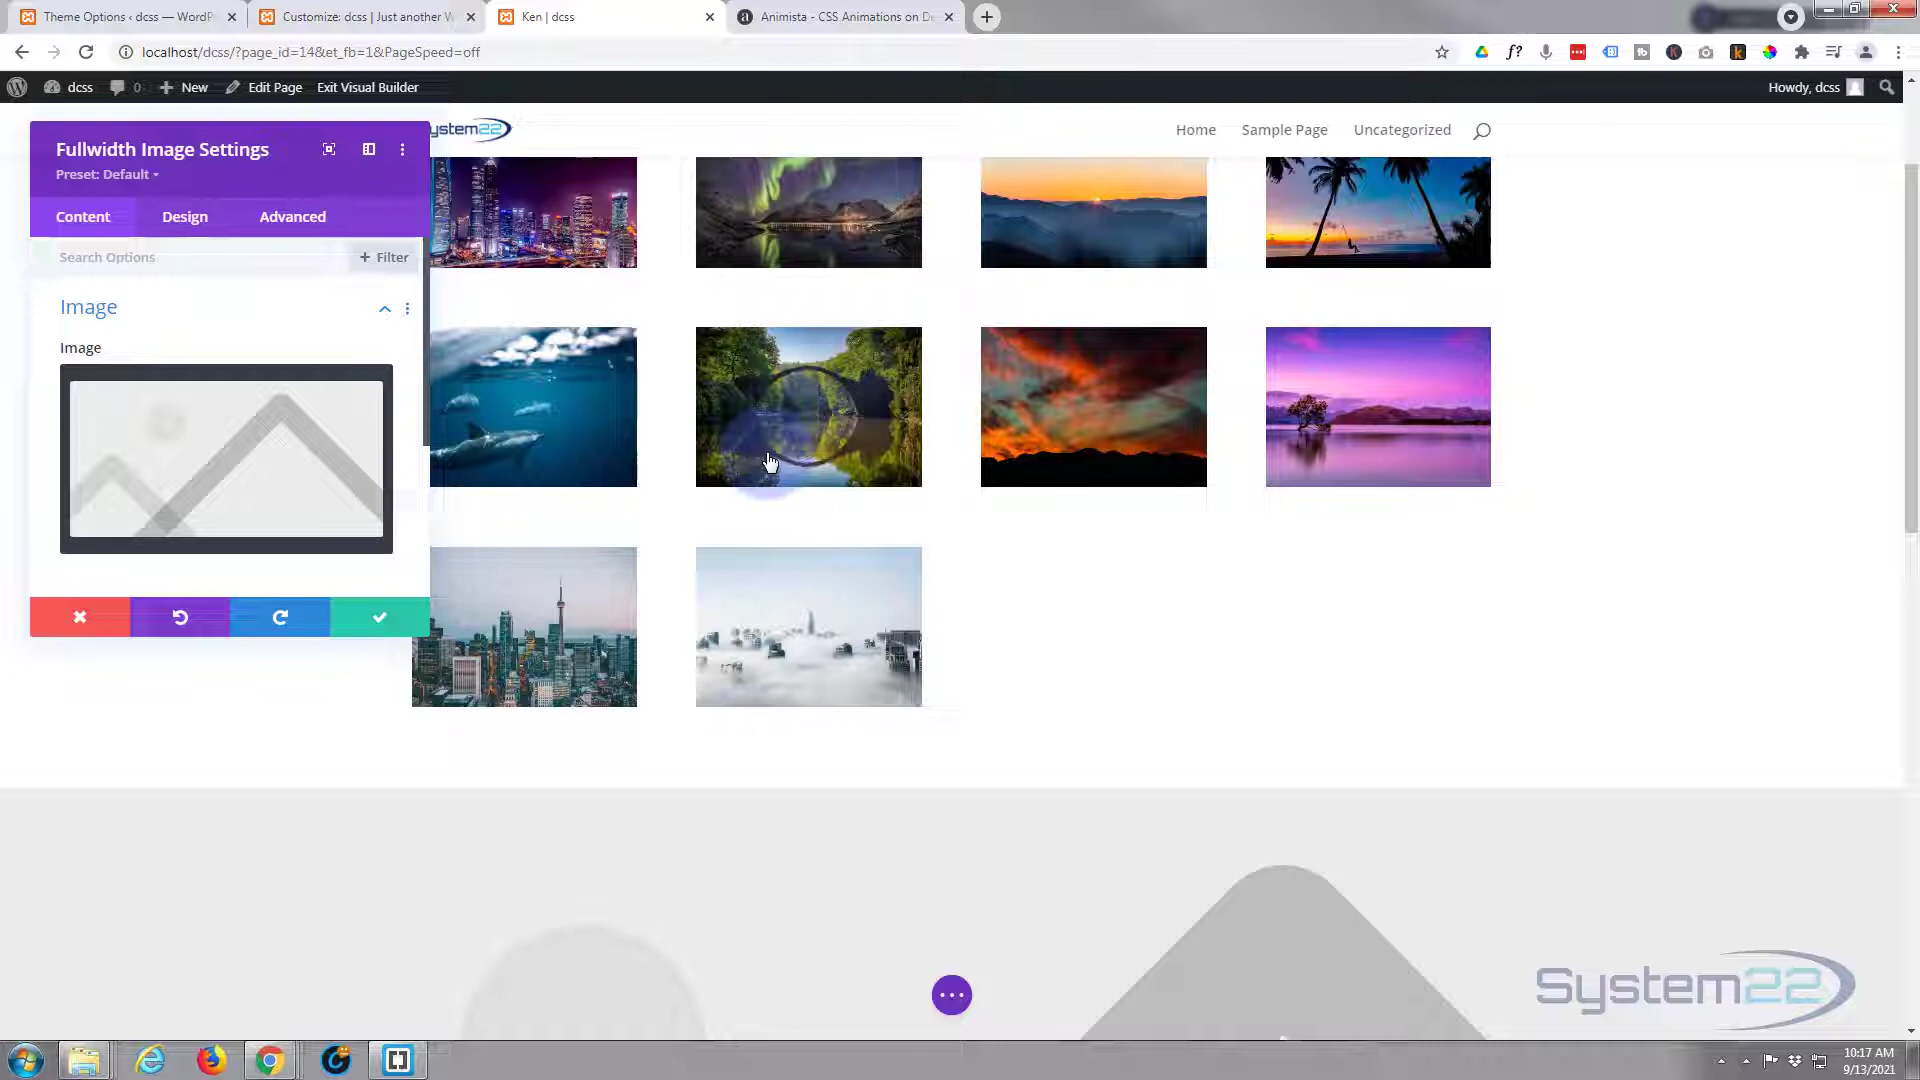 Theme Options ‹ dcss — WordP
Customize: dcss | Just another W
Ken | dcss
Animista - CSS Animations on De
localhost/dcss/?page_id=14&et_fb=1&PageSpeed=off
dcss
0
New
Edit Page
Exit Visual Builder
Howdy, dcss
Fullwidth Image Settings
Preset: Default
Content
Design
Advanced
Search Options
+ Filter
Image
Image
ystem22
Home
Sample Page
Uncategorized
System22
10:17 AM
9/13/2021